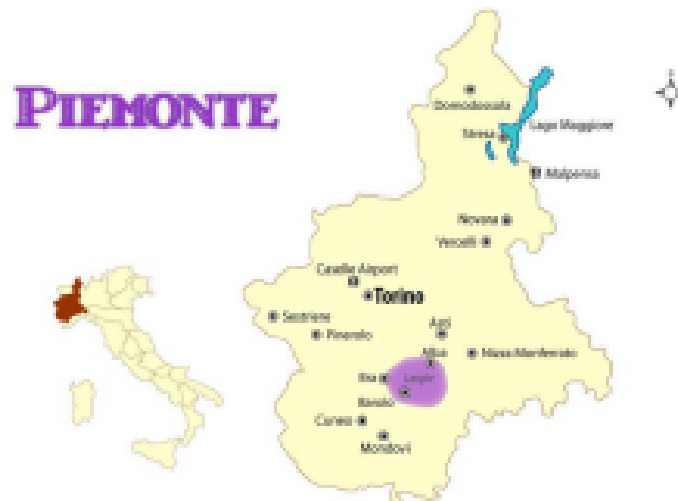 PIEMONTE
Domodossola
Stresa
Lago Maggiore
Malpensa
Novara
Vercelli
Caselle Airport
Torino
Sestriere
Pinerolo
Asti
Alba
Nizza Monferrato
Bra
Barolo
Cuneo
Mondovì